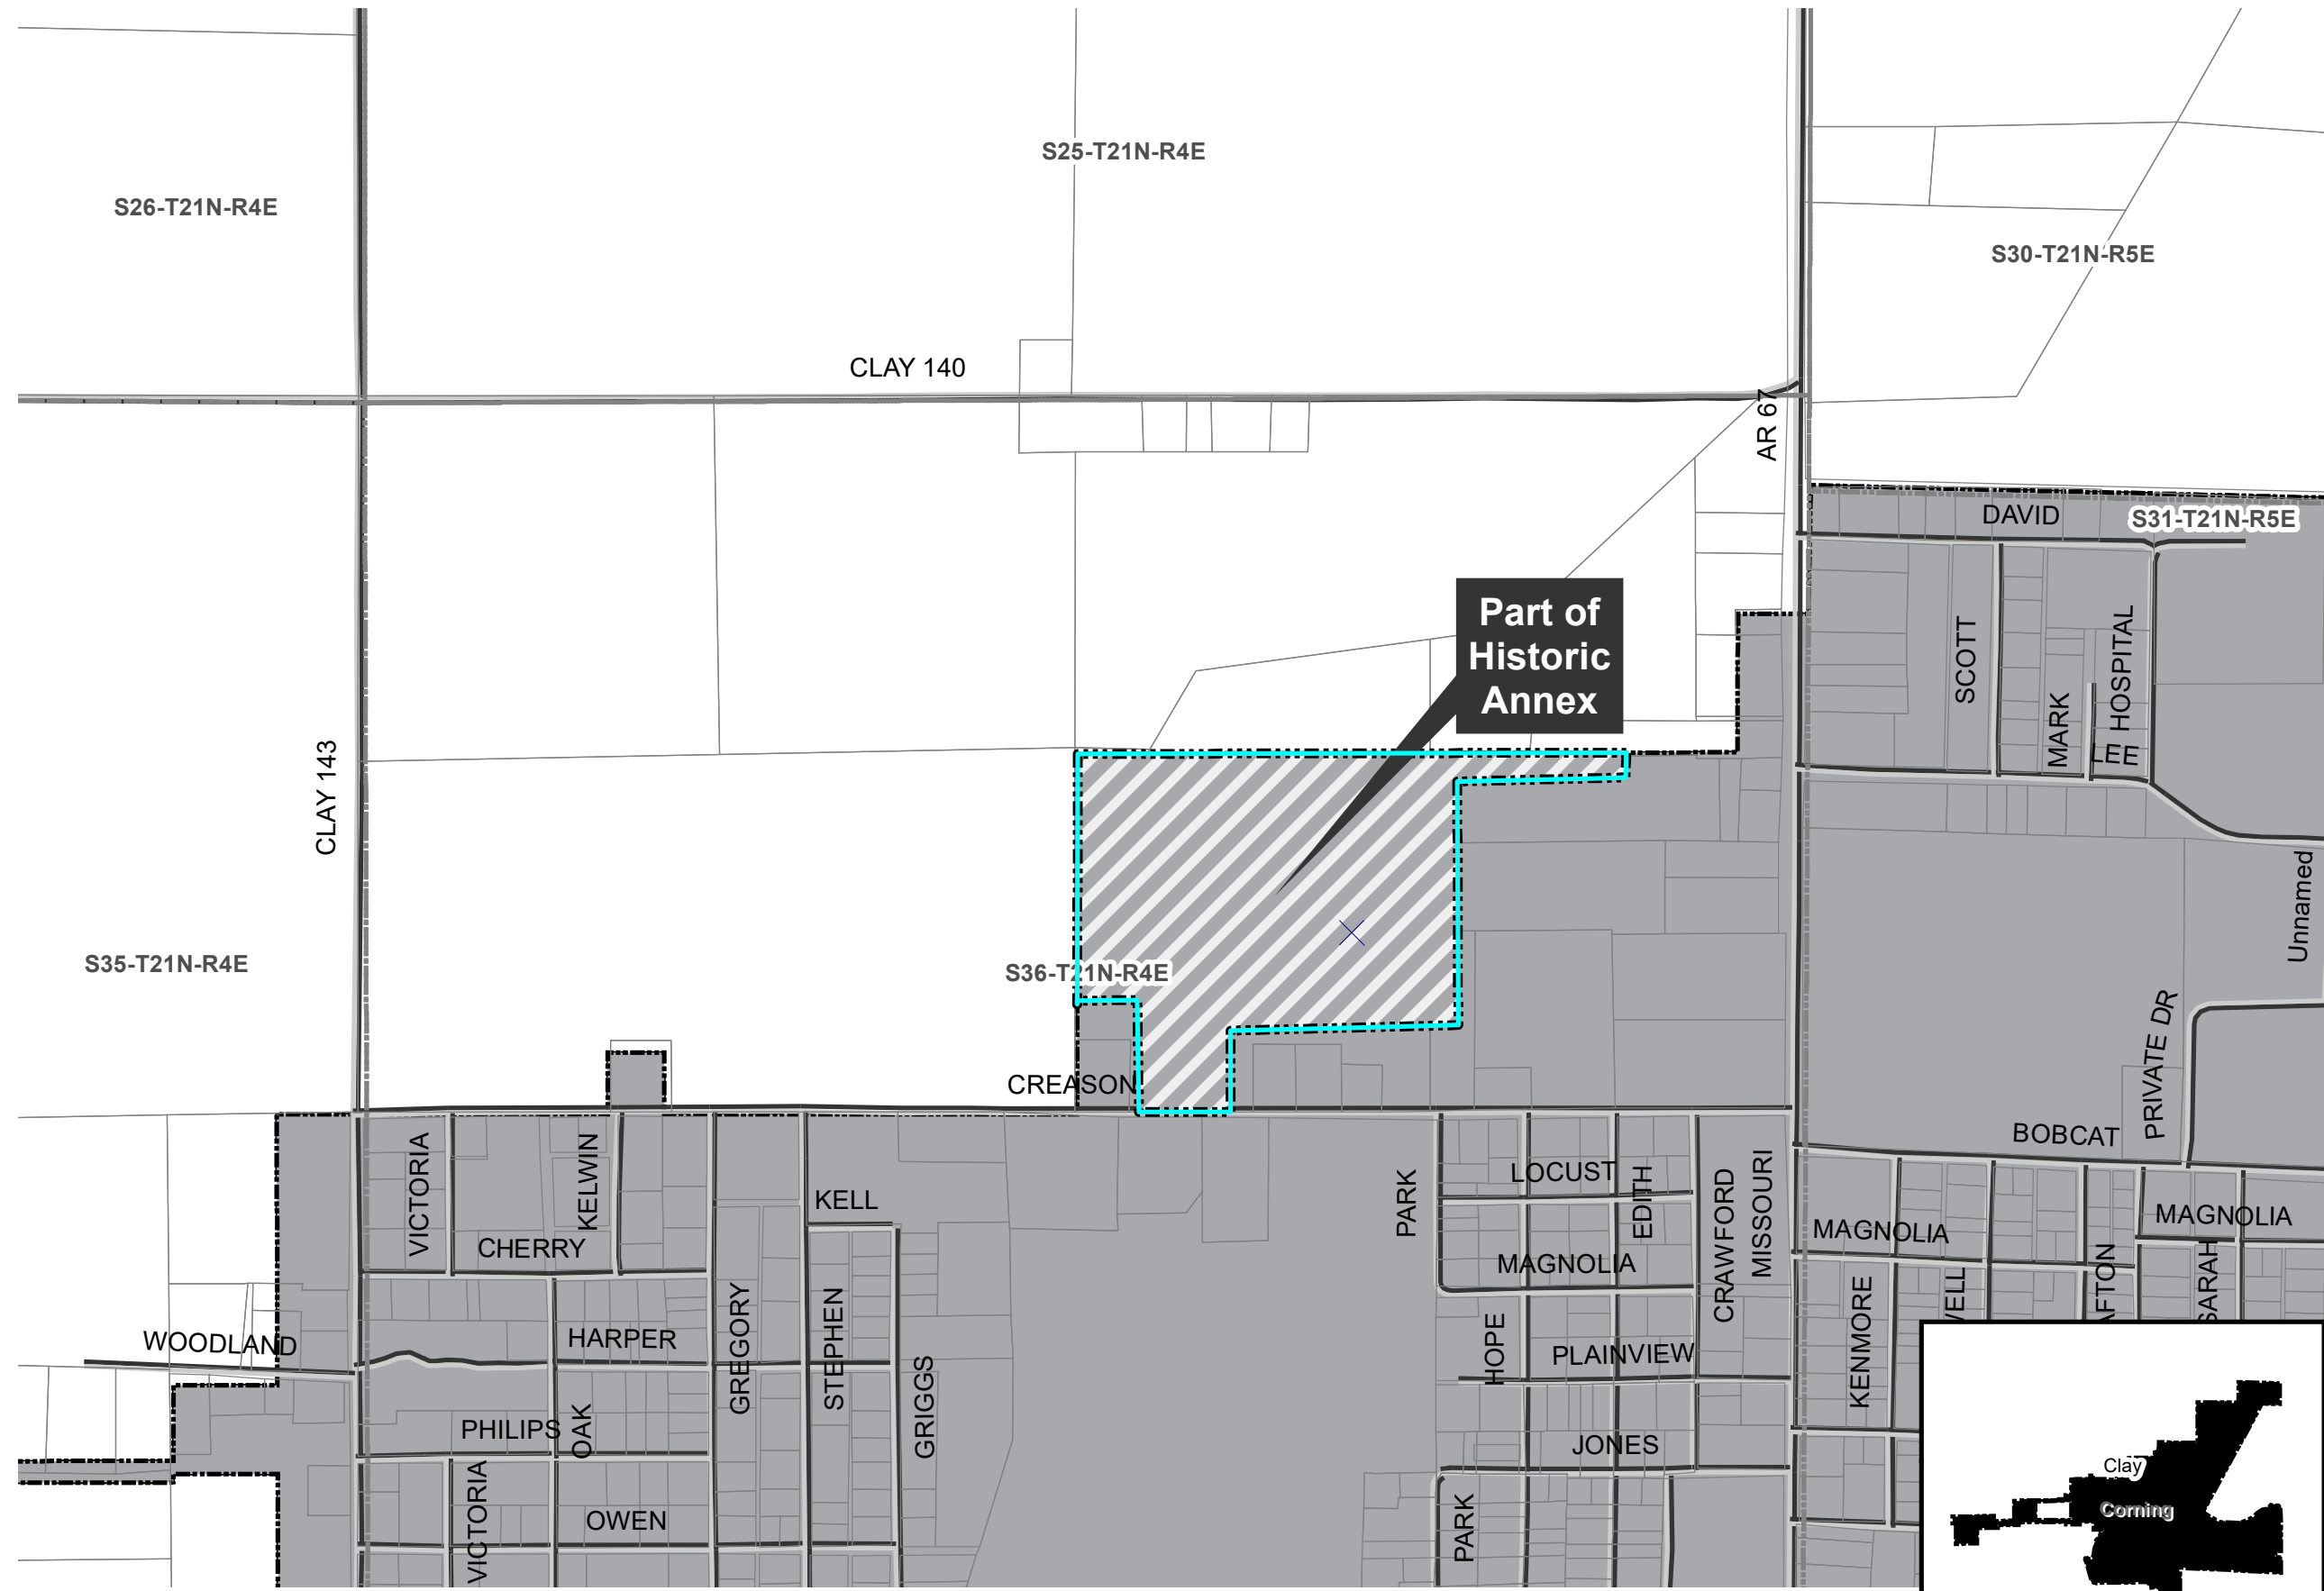 S25-T21N-R4E
S26-T21N-R4E
S30-T21N-R5E
CLAY 140
AR 67
DAVID
S31-T21N-R5E
Part of
Historic
Annex
SCOTT
HOSPITAL
MARK
LEE
CLAY 143
Unnamed
S35-T21N-R4E
S36-T21N-R4E
PRIVATE DR
CREASON
BOBCAT
VICTORIA
KELWIN
KELL
CHERRY
PARK
LOCUST
EDITH
CRAWFORD
MISSOURI
MAGNOLIA
MAGNOLIA
MAGNOLIA
WOODLAND
HARPER
GREGORY
STEPHEN
GRIGGS
HOPE
PLAINVIEW
KENMORE
SARAH
PHILIPS
OAK
JONES
VICTORIA
OWEN
PARK
Clay
Corning